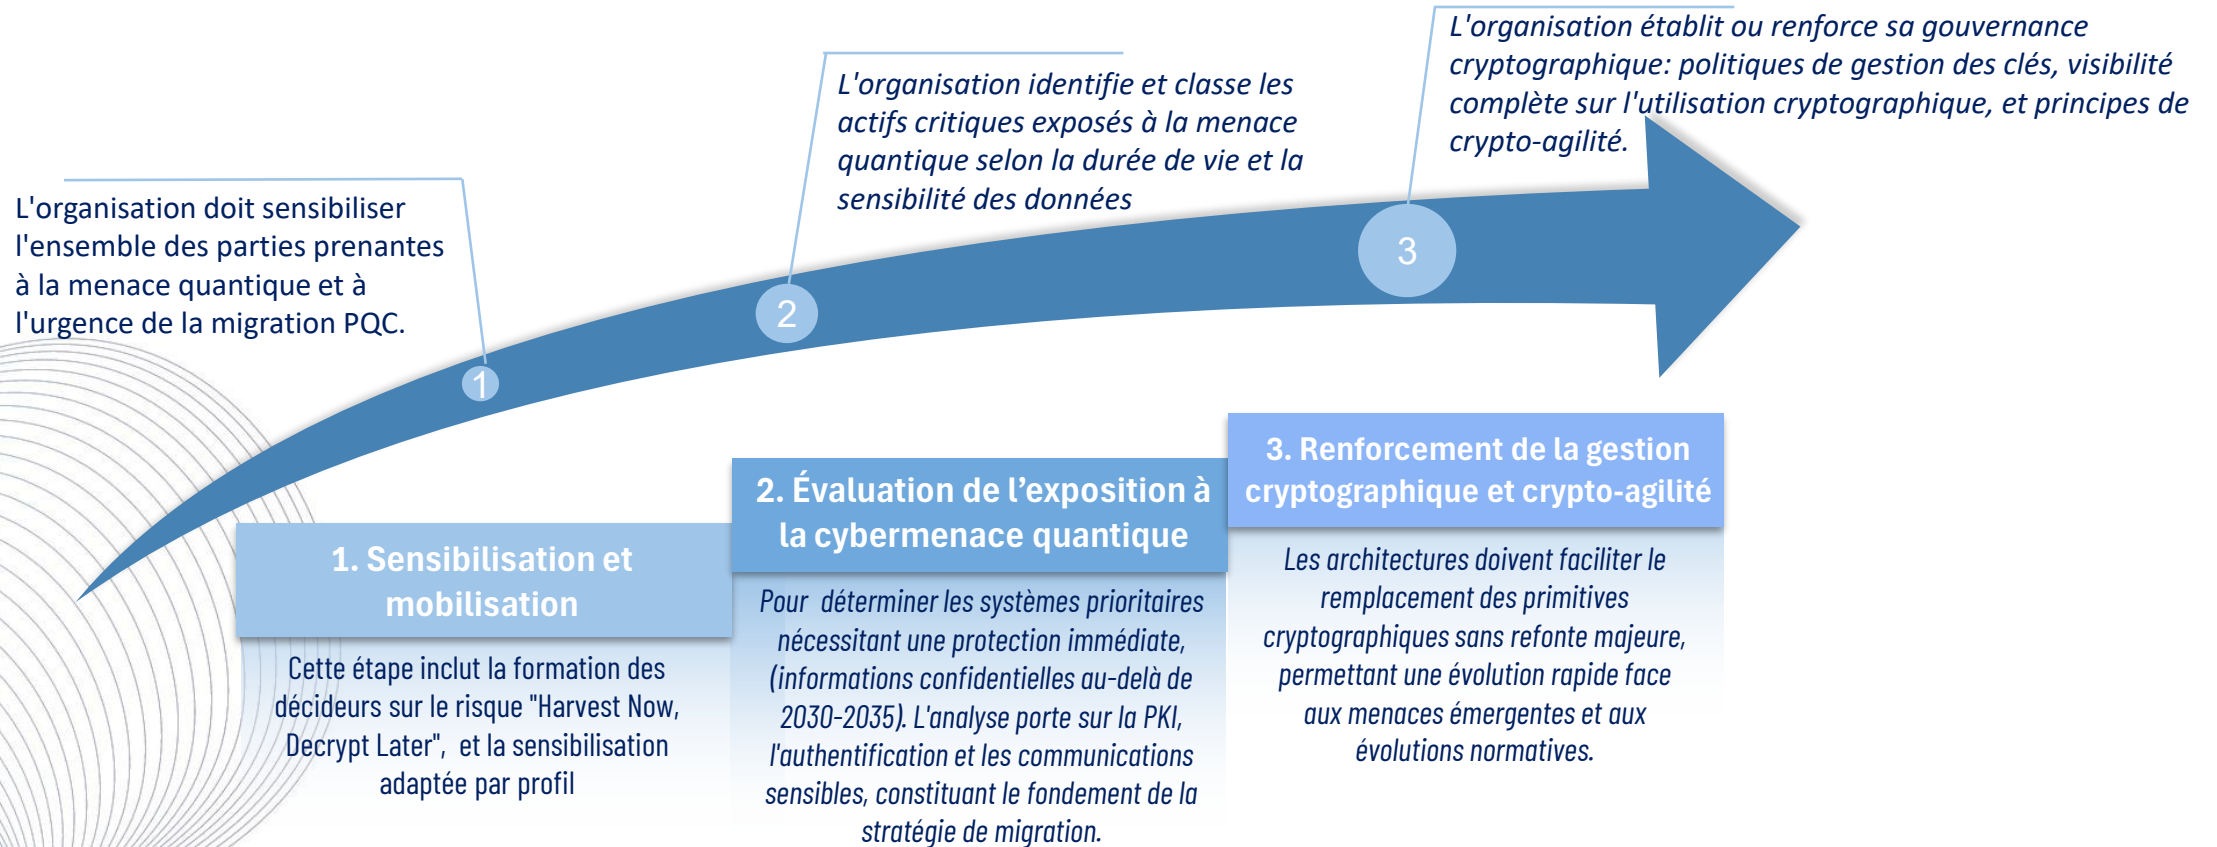 L'organisation doit sensibiliser
l'ensemble des parties prenantes
à la menace quantique et à
l'urgence de la migration PQC.
L'organisation identifie et classe les
actifs critiques exposés à la menace
quantique selon la durée de vie et la
sensibilité des données
L'organisation établit ou renforce sa gouvernance
cryptographique: politiques de gestion des clés, visibilité
complète sur l'utilisation cryptographique, et principes de
crypto-agilité.
1
2
3
1. Sensibilisation et
mobilisation
Cette étape inclut la formation des
décideurs sur le risque "Harvest Now,
Decrypt Later",  et la sensibilisation
adaptée par profil
2. Évaluation de l’exposition à
la cybermenace quantique
Pour  déterminer les systèmes prioritaires
nécessitant une protection immédiate,
(informations confidentielles au-delà de
2030-2035). L'analyse porte sur la PKI,
l'authentification et les communications
sensibles, constituant le fondement de la
stratégie de migration.
3. Renforcement de la gestion
cryptographique et crypto-agilité
Les architectures doivent faciliter le
remplacement des primitives
cryptographiques sans refonte majeure,
permettant une évolution rapide face
aux menaces émergentes et aux
évolutions normatives.